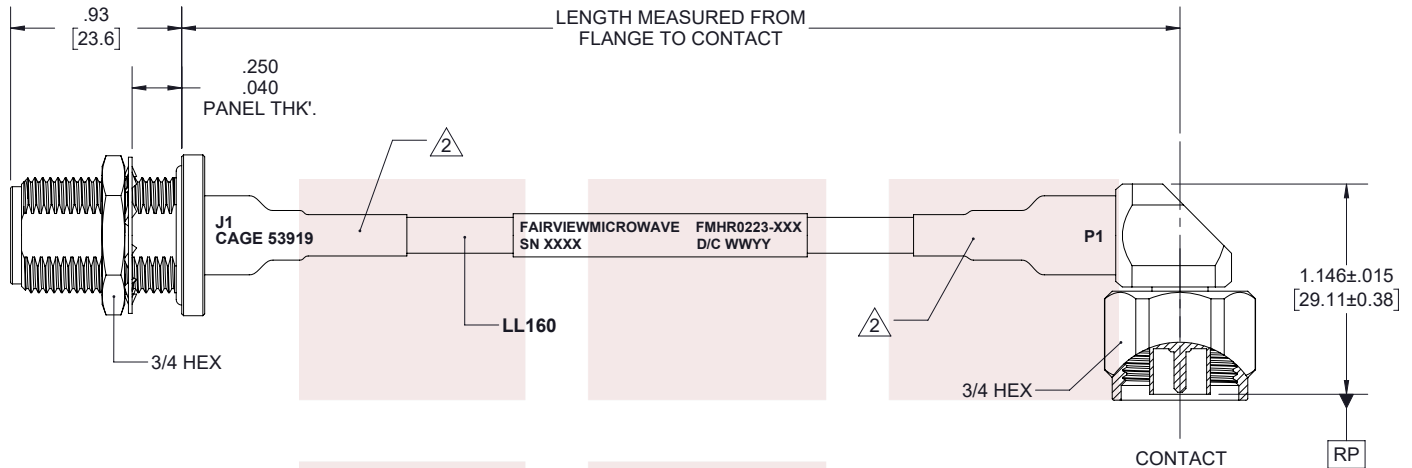 .93
[23.6]
LENGTH MEASURED FROM
FLANGE TO CONTACT
.250
.040
PANEL THK'.
2
J1
CAGE 53919
FAIRVIEWMICROWAVE FMHR0223-XXX
SN XXXX D/C WWYY
P1
1.146±.015
[29.11±0.38]
LL160
2
3/4 HEX
3/4 HEX
CONTACT
RP